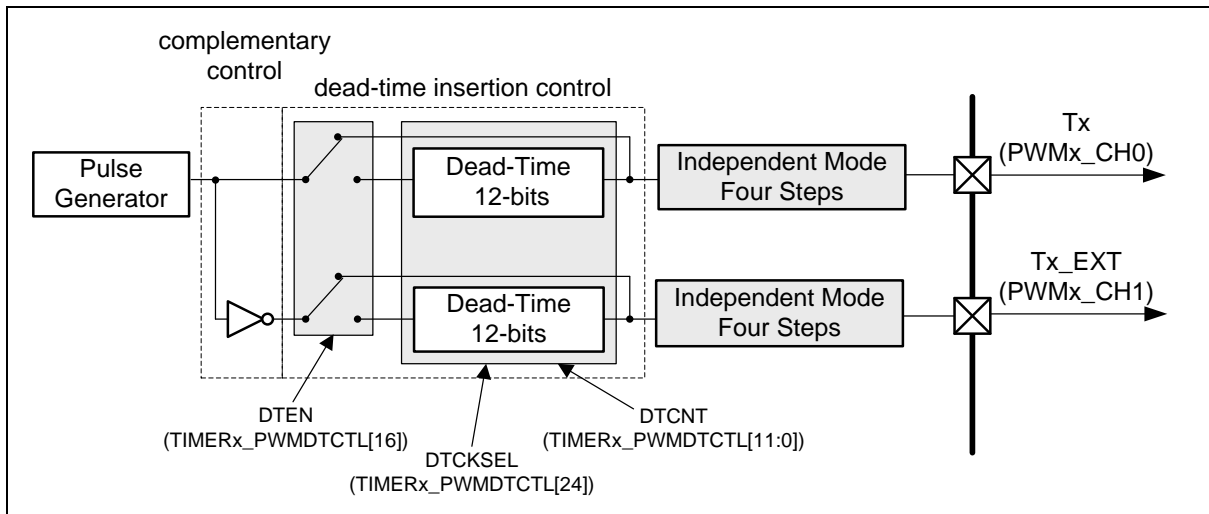 complementary
control
dead-time insertion control
Pulse
Generator
Dead-Time
12-bits
Independent Mode
Four Steps
Tx
(PWMx_CH0)
Dead-Time
12-bits
Independent Mode
Four Steps
Tx_EXT
(PWMx_CH1)
DTEN
(TIMERx_PWMDTCTL[16])
DTCNT
(TIMERx_PWMDTCTL[11:0])
DTCKSEL
(TIMERx_PWMDTCTL[24])